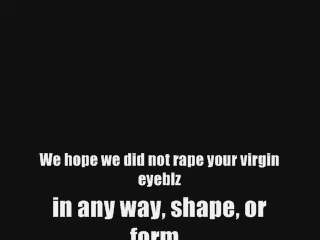 We hope we did not rape your virgin
eyeblz
in any way, shape, or
form